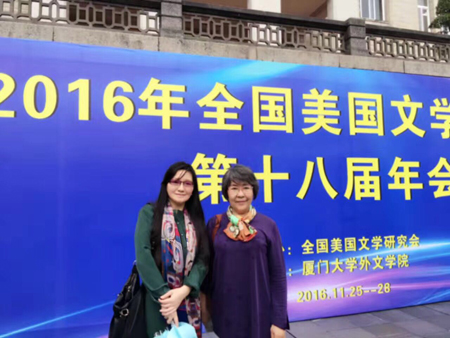 2016年全国美国文学
第十八届年会
办：全国美国文学研究会
：厦门大学外文学院
2016.11.25--28